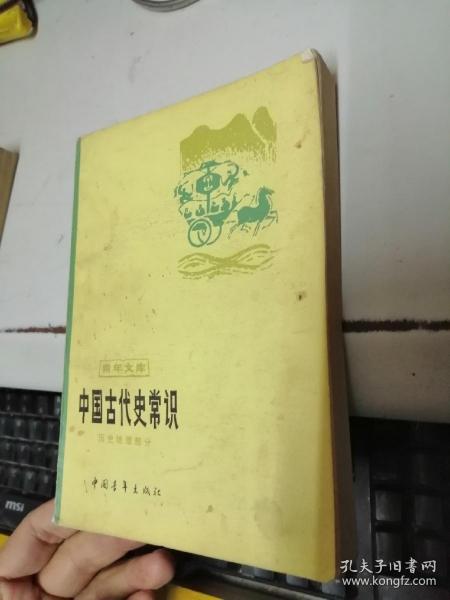 青年文库
中国古代史常识
历史地理部分
中国青年出版社
msi
孔夫子旧书网
www.kongfz.com